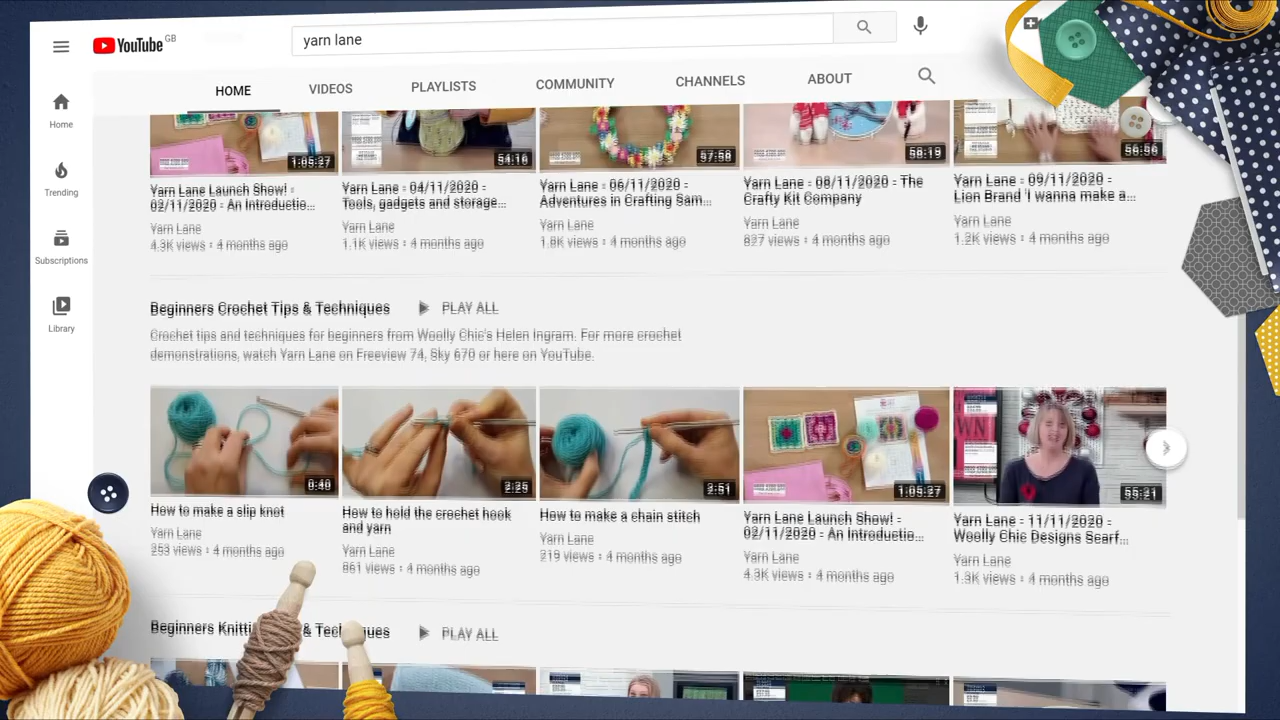 YouTube GB
yarn lane
HOME VIDEOS PLAYLISTS COMMUNITY CHANNELS ABOUT
Home
Trending
Subscriptions
Library
1:05:27 54:16 57:58 58:19 56:56
Yarn Lane Launch Show! -
02/11/2020 - An Introductio...
Yarn Lane
4.3K views • 4 months ago
Yarn Lane - 04/11/2020 -
Tools, gadgets and storage...
Yarn Lane
1.1K views • 4 months ago
Yarn Lane - 06/11/2020 -
Adventures in Crafting Sam...
Yarn Lane
1.8K views • 4 months ago
Yarn Lane - 08/11/2020 - The
Crafty Kit Company
Yarn Lane
827 views • 4 months ago
Yarn Lane - 09/11/2020 -
Lion Brand 'I wanna make a...
Yarn Lane
1.2K views • 4 months ago
Beginners Crochet Tips & Techniques PLAY ALL
Crochet tips and techniques for beginners from Woolly Chic's Helen Ingram. For more crochet
demonstrations, watch Yarn Lane on Freeview 74, Sky 670 or here on YouTube.
0:40 2:25 2:51 1:05:27 55:21
How to make a slip knot
Yarn Lane
253 views • 4 months ago
How to hold the crochet hook
and yarn
Yarn Lane
861 views • 4 months ago
How to make a chain stitch
Yarn Lane
219 views • 4 months ago
Yarn Lane Launch Show! -
02/11/2020 - An Introductio...
Yarn Lane
4.3K views • 4 months ago
Yarn Lane - 11/11/2020 -
Woolly Chic Designs Scarf...
Yarn Lane
1.3K views • 4 months ago
Beginners & Techniques PLAY ALL